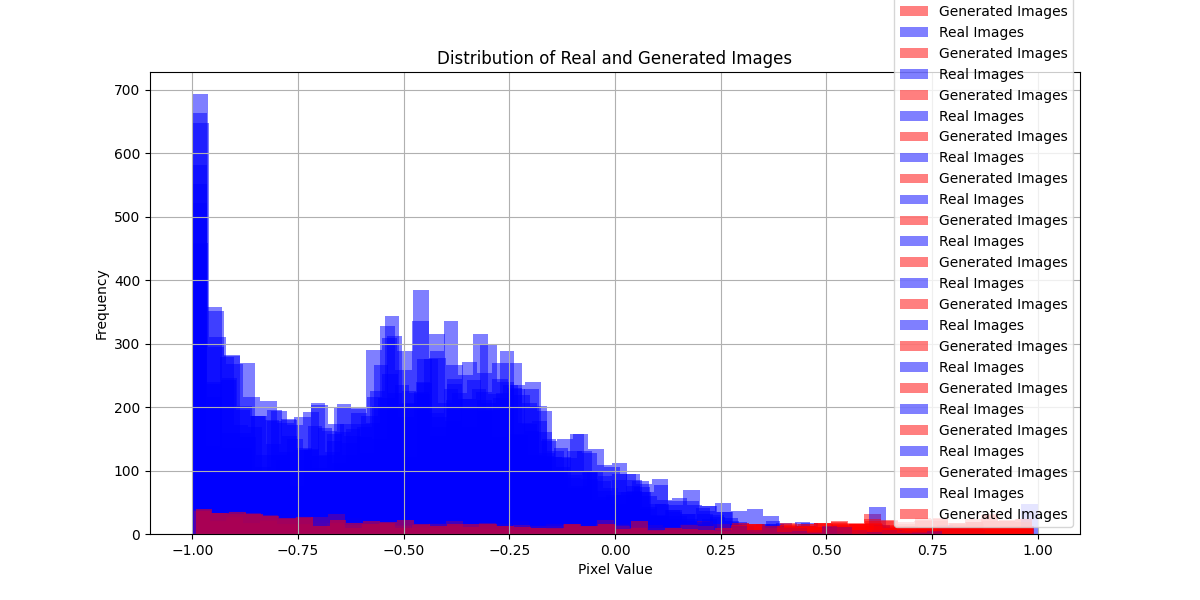 Distribution of Real and Generated Images
Frequency
700
600
500
400
300
200
100
0
−1.00
−0.75
−0.50
−0.25
0.00
0.25
0.50
0.75
1.00
Pixel Value
Generated Images
Real Images
Generated Images
Real Images
Generated Images
Real Images
Generated Images
Real Images
Generated Images
Real Images
Generated Images
Real Images
Generated Images
Real Images
Generated Images
Real Images
Generated Images
Real Images
Generated Images
Real Images
Generated Images
Real Images
Generated Images
Real Images
Generated Images